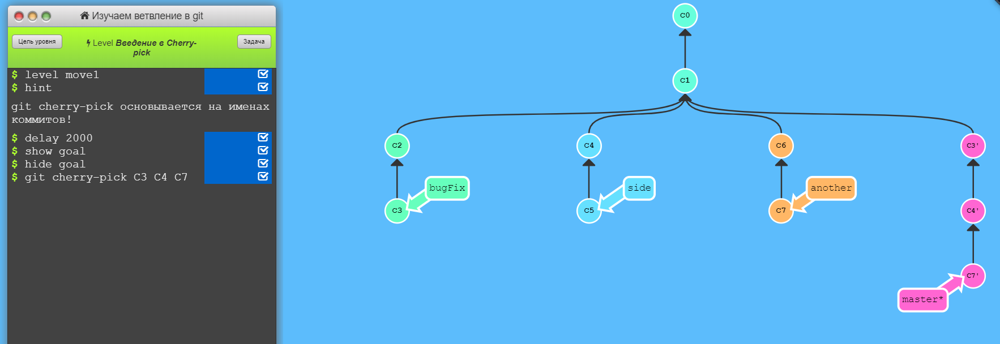 Изучаем ветвление в git
Цель уровня
Level Введение в Cherry-
pick
Задача
$ level move1
$ hint
git cherry-pick основывается на именах
коммитов!
$ delay 2000
$ show goal
$ hide goal
$ git cherry-pick C3 C4 C7
C0
C1
C2
C4
C6
C3'
bugFix
side
another
C3
C5
C7
C4'
C7'
master*